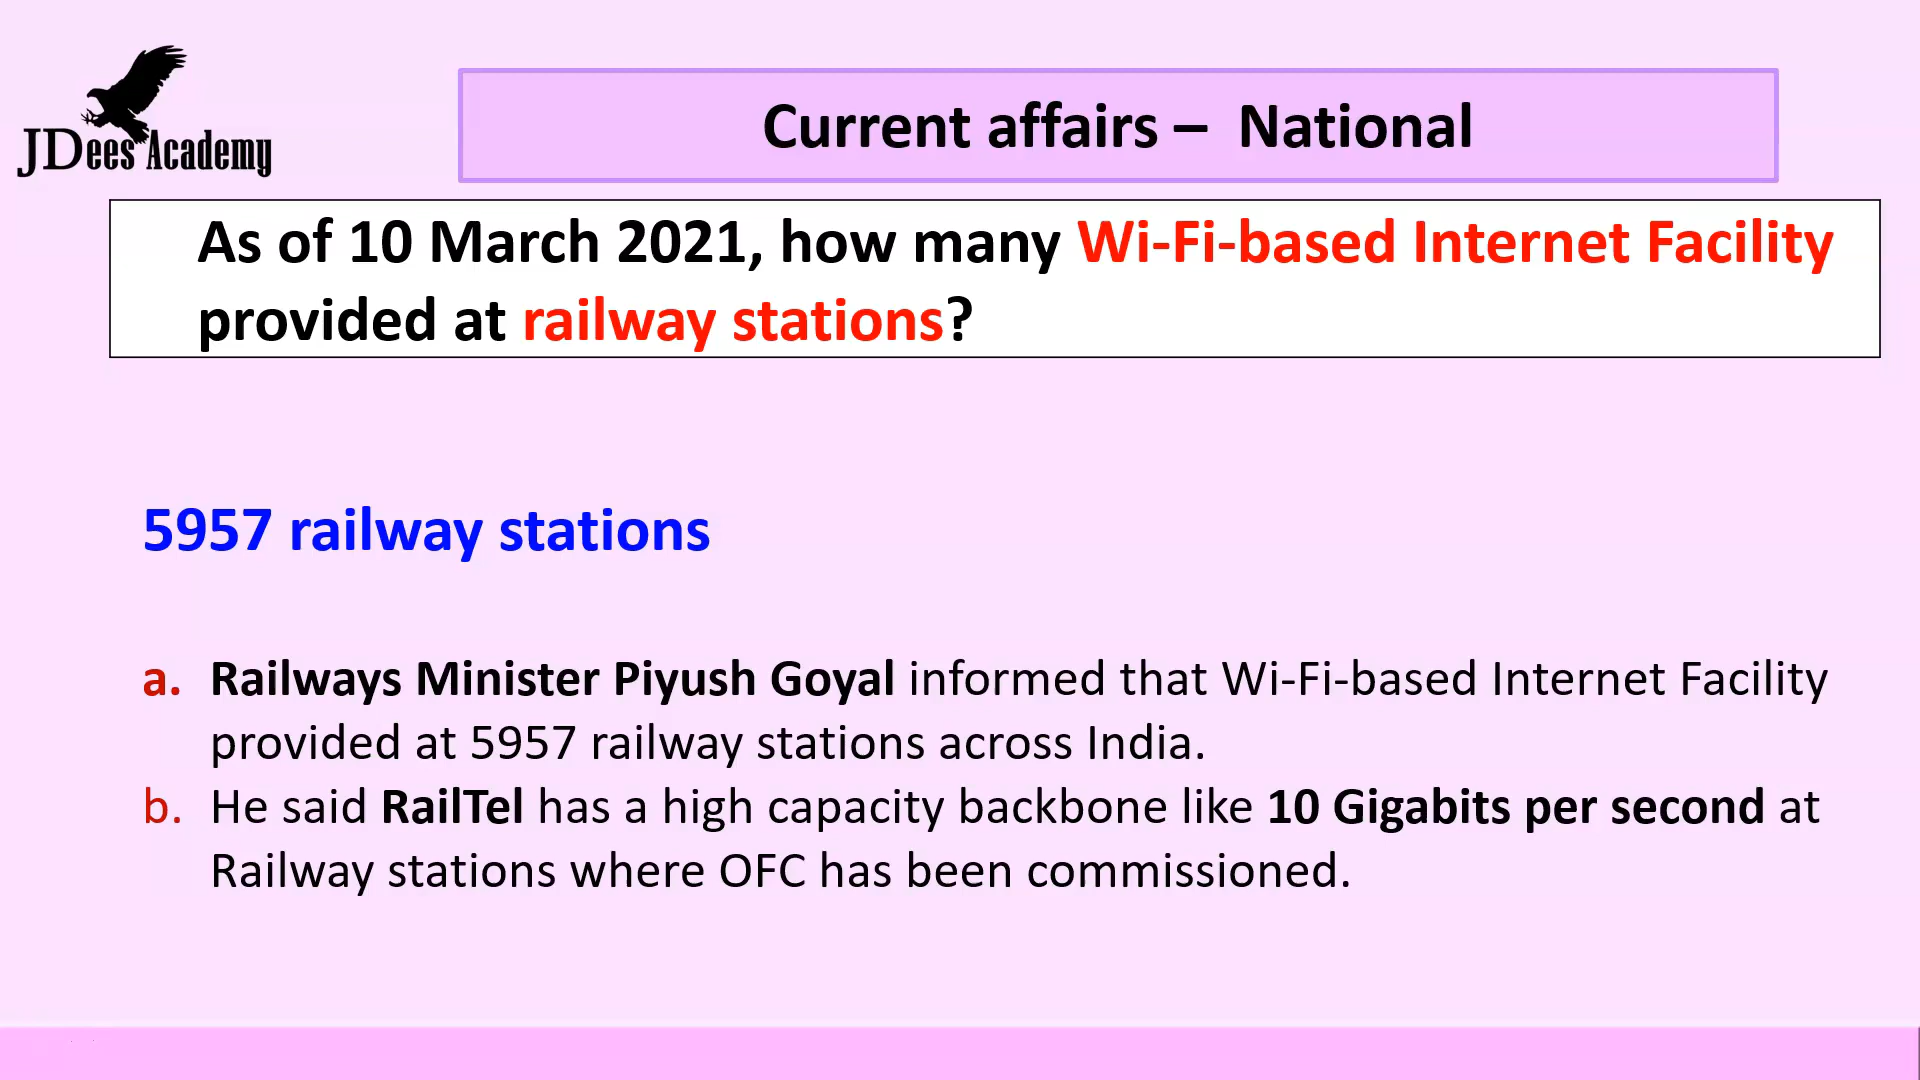 JDees Academy
Current affairs – National
As of 10 March 2021, how many Wi-Fi-based Internet Facility
provided at railway stations?
5957 railway stations
a. Railways Minister Piyush Goyal informed that Wi-Fi-based Internet Facility
provided at 5957 railway stations across India.
b. He said RailTel has a high capacity backbone like 10 Gigabits per second at
Railway stations where OFC has been commissioned.